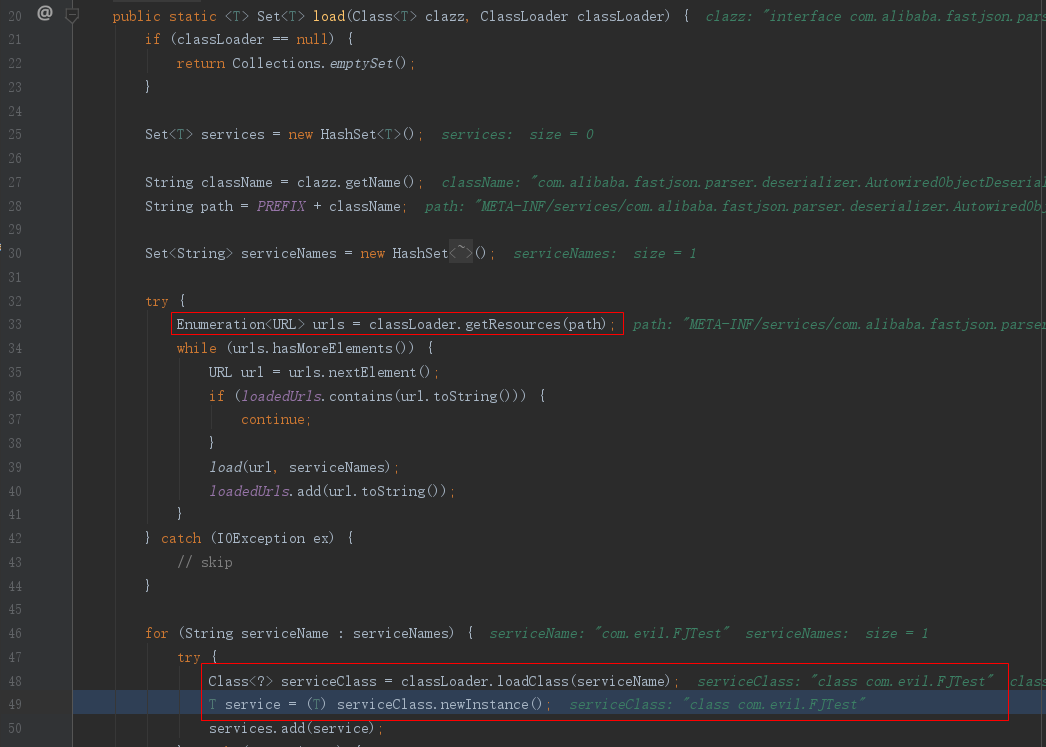 20 @ public static <T> Set<T> load(Class<T> clazz, ClassLoader classLoader) { clazz: "interface com.alibaba.fastjson.pars
21 if (classLoader == null) {
22 return Collections.emptySet();
23 }
24
25 Set<T> services = new HashSet<T>(); services: size = 0
26
27 String className = clazz.getName(); className: "com.alibaba.fastjson.parser.deserializer.AutowiredObjectDeserial
28 String path = PREFIX + className; path: "META-INF/services/com.alibaba.fastjson.parser.deserializer.AutowiredOb
29
30 Set<String> serviceNames = new HashSet<~>(); serviceNames: size = 1
31
32 try {
33 Enumeration<URL> urls = classLoader.getResources(path); path: "META-INF/services/com.alibaba.fastjson.parser
34 while (urls.hasMoreElements()) {
35 URL url = urls.nextElement();
36 if (loadedUrls.contains(url.toString())) {
37 continue;
38 }
39 load(url, serviceNames);
40 loadedUrls.add(url.toString());
41 }
42 } catch (IOException ex) {
43 // skip
44 }
45
46 for (String serviceName : serviceNames) { serviceName: "com.evil.FJTest" serviceNames: size = 1
47 try {
48 Class<?> serviceClass = classLoader.loadClass(serviceName); serviceClass: "class com.evil.FJTest" class
49 T service = (T) serviceClass.newInstance(); serviceClass: "class com.evil.FJTest"
50 services.add(service);